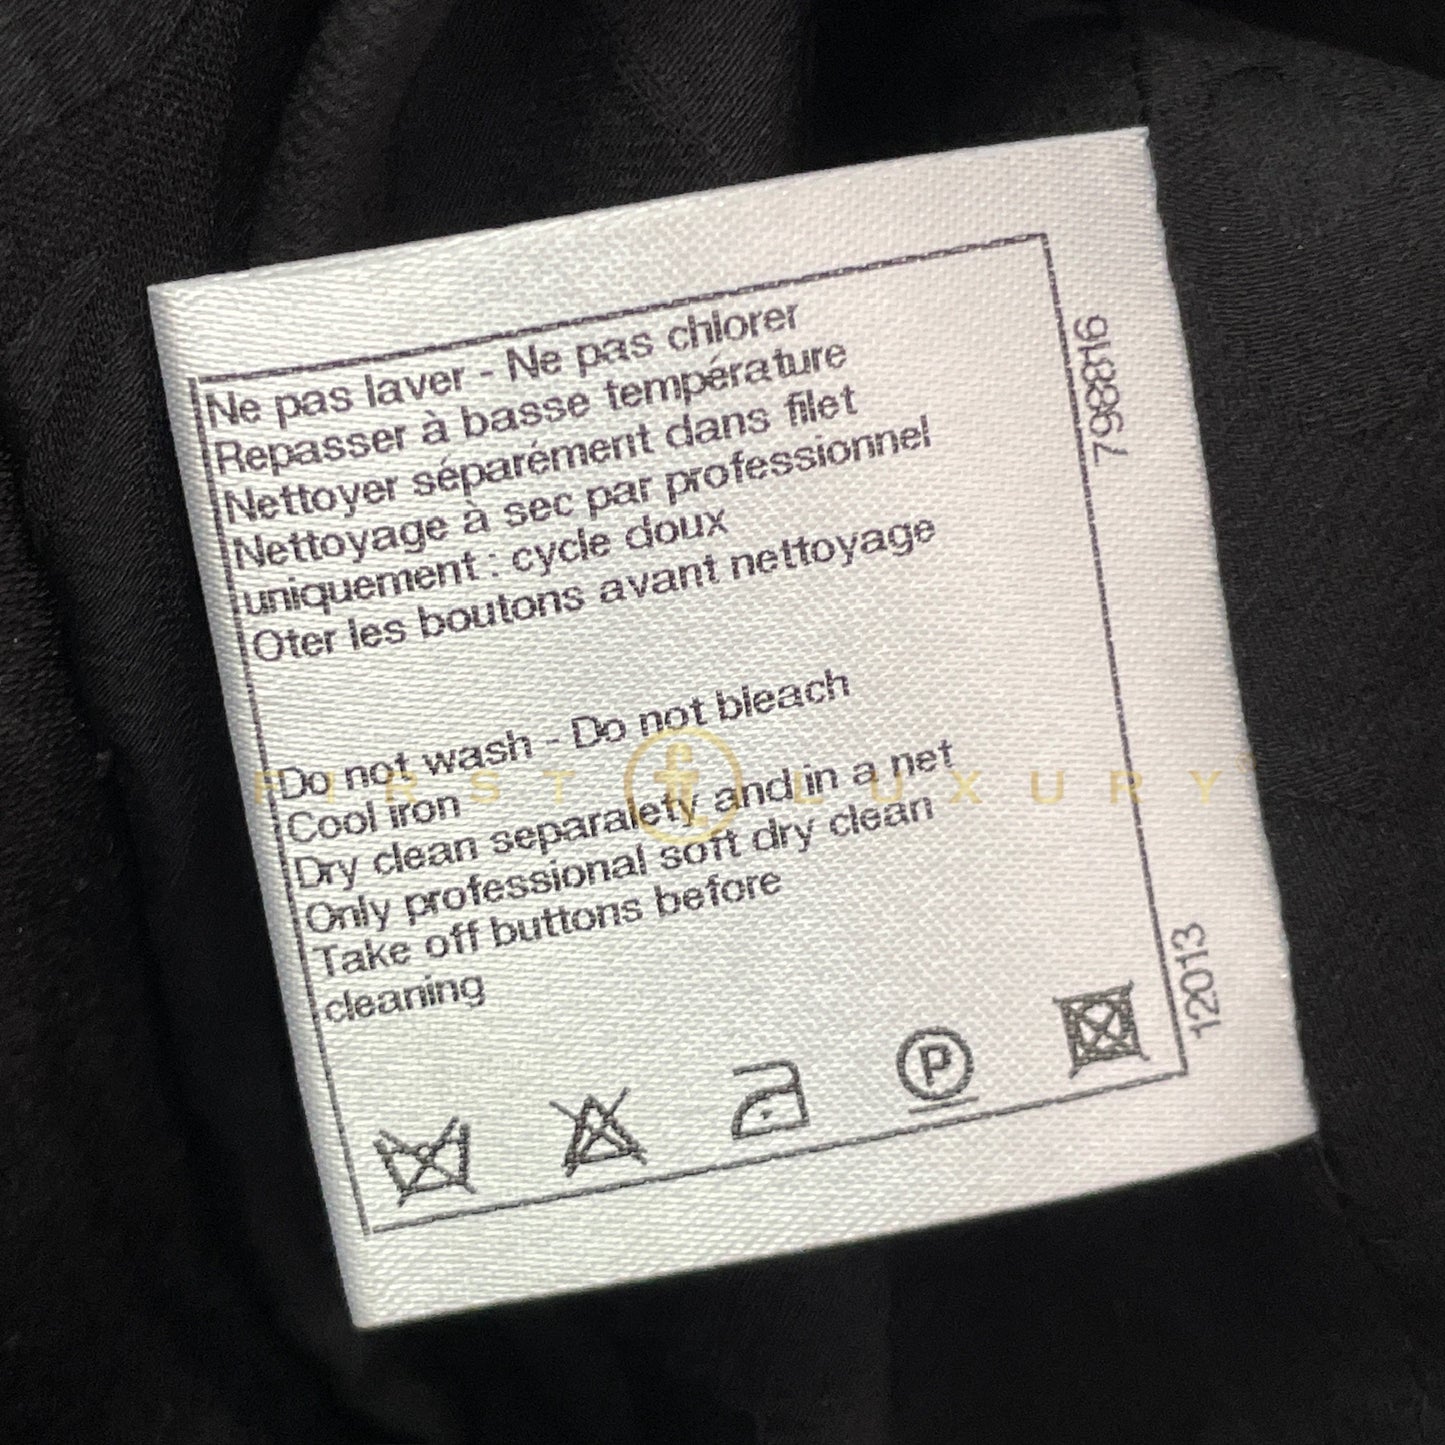 Ne pas laver - Ne pas chlorer
Repasser à basse température
Nettoyer séparément dans filet
Nettoyage à sec par professionnel
uniquement : cycle doux
Oter les boutons avant nettoyage
Do not wash - Do not bleach
Cool iron
Dry clean separalety and in a net
Only professional soft dry clean
Take off buttons before
cleaning
P
798816
12013
FIRST LUXURY